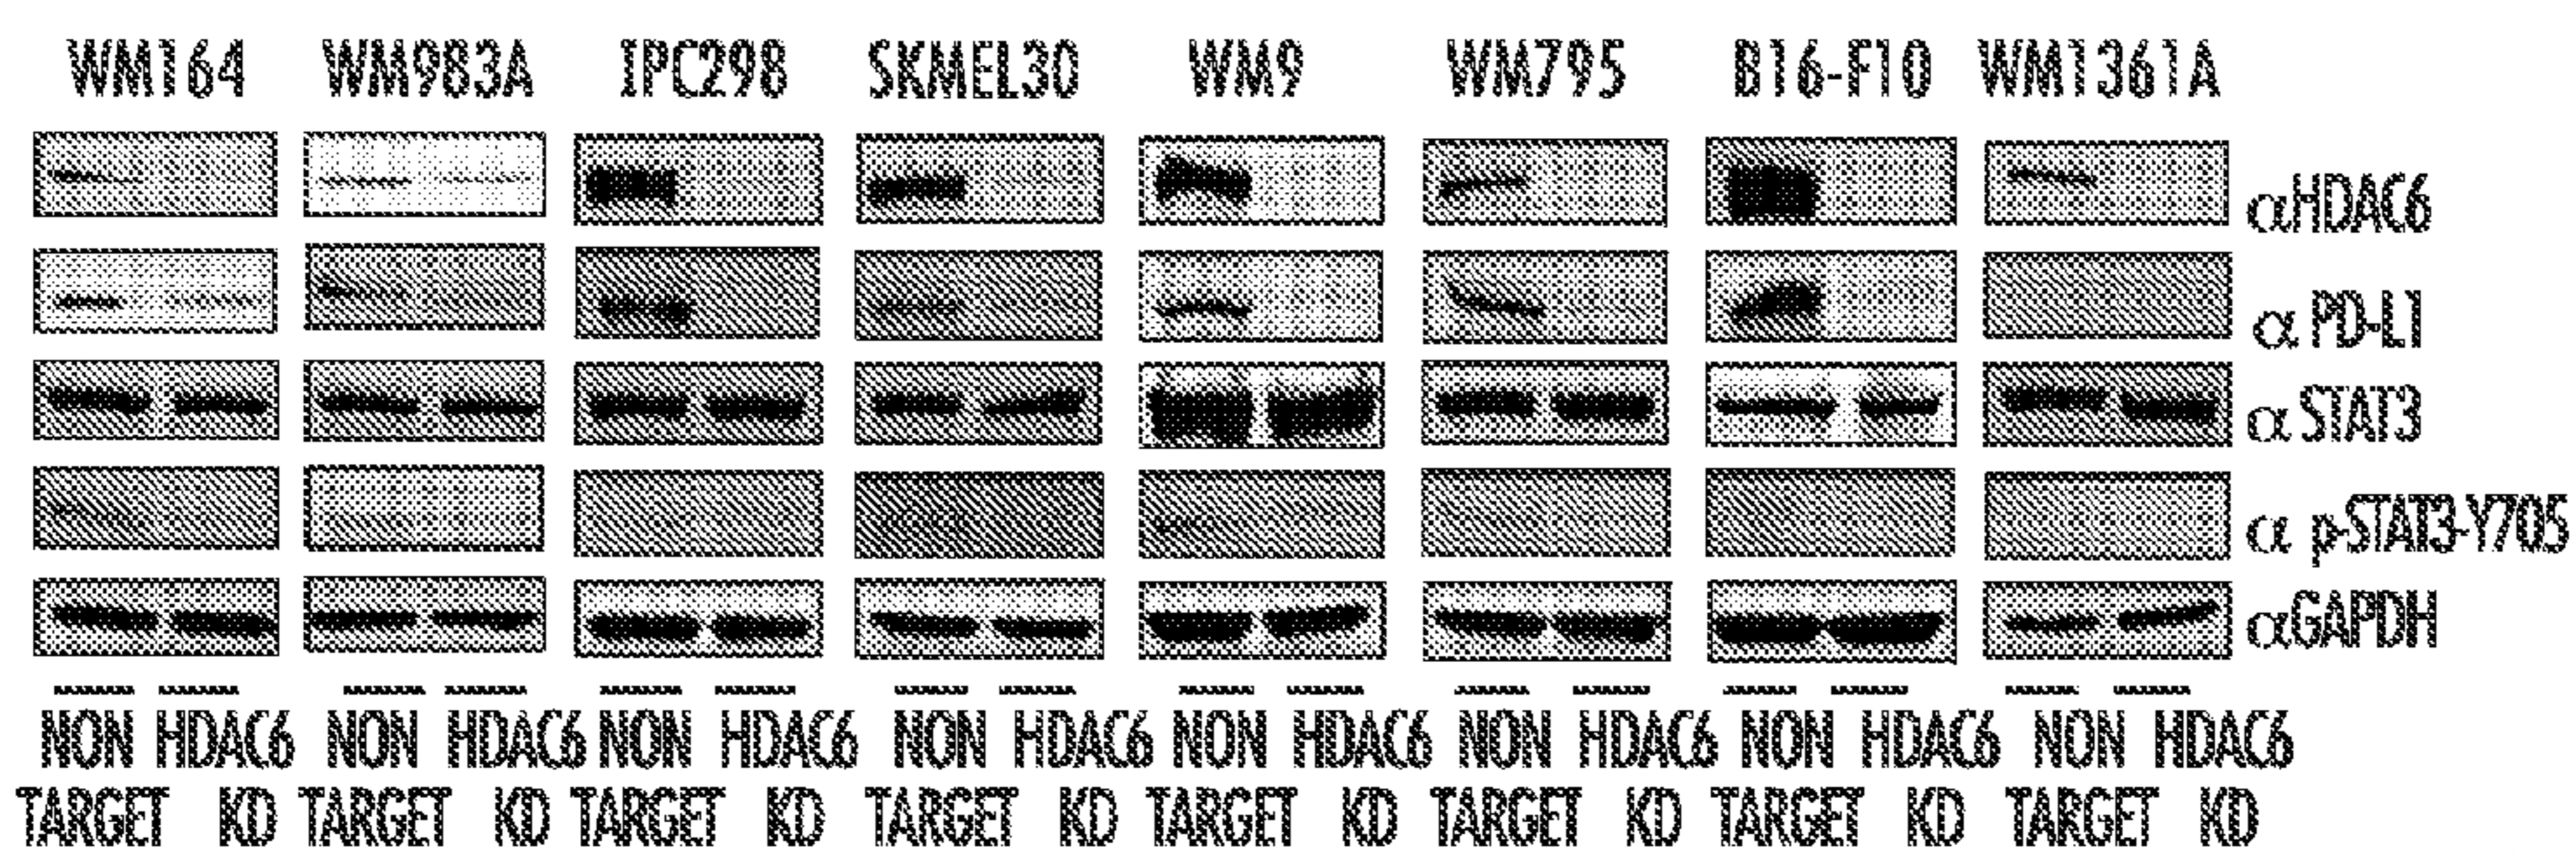 WM164 WM983A IPC298 SKMEL30 WM9 WM795 B16-F10 WM1361A
αHDAC6
α PD-L1
α STAT3
α p-STAT3-Y705
αGAPDH
NON HDAC6 NON HDAC6 NON HDAC6 NON HDAC6 NON HDAC6 NON HDAC6 NON HDAC6 NON HDAC6
TARGET KD TARGET KD TARGET KD TARGET KD TARGET KD TARGET KD TARGET KD TARGET KD